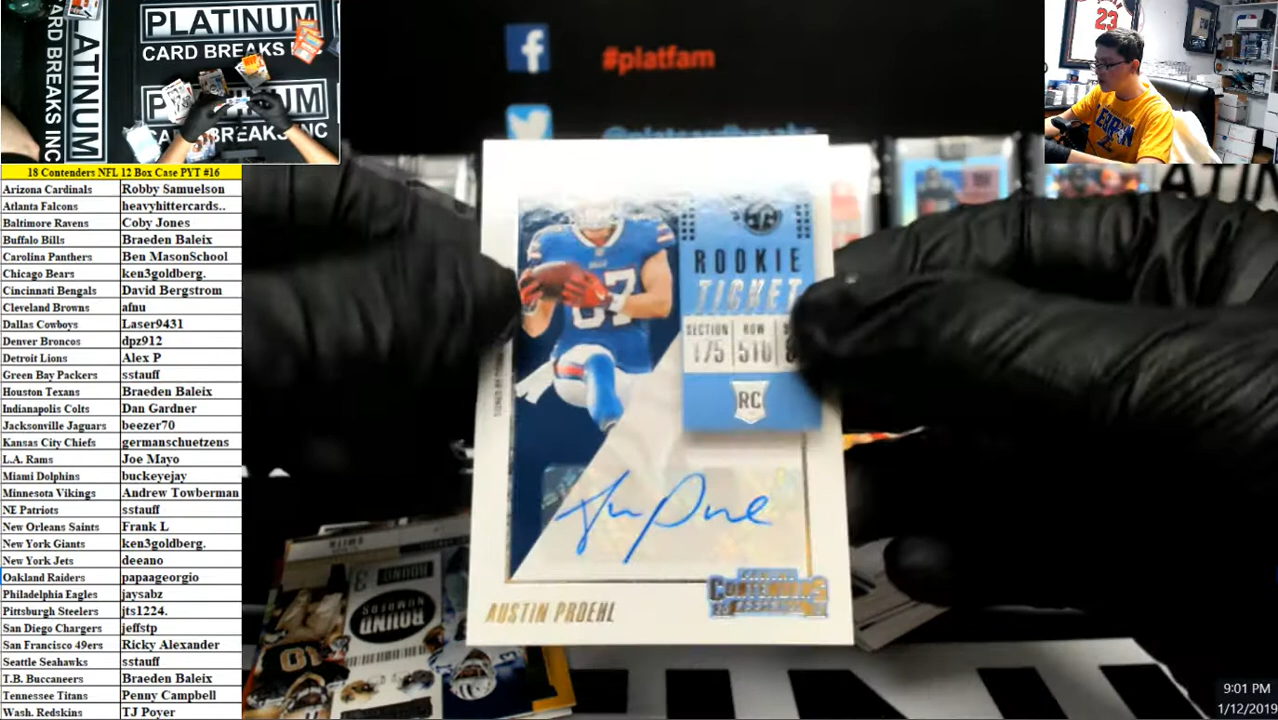 PLATINUM
CARD BREAKS INC
PLATINUM
CARD BREAKS INC
ATINUM
#platfam
@platcardbreaks
23
18 Contenders NFL 12 Box Case PYT #16
Arizona Cardinals Robby Samuelson
Atlanta Falcons heavyhittercards..
Baltimore Ravens Coby Jones
Buffalo Bills Braeden Baleix
Carolina Panthers Ben MasonSchool
Chicago Bears ken3goldberg.
Cincinnati Bengals David Bergstrom
Cleveland Browns afnu
Dallas Cowboys Laser9431
Denver Broncos dpz912
Detroit Lions Alex P
Green Bay Packers sstauff
Houston Texans Braeden Baleix
Indianapolis Colts Dan Gardner
Jacksonville Jaguars beezer70
Kansas City Chiefs germanschuetzens
L.A. Rams Joe Mayo
Miami Dolphins buckeyejay
Minnesota Vikings Andrew Towberman
NE Patriots sstauff
New Orleans Saints Frank L
New York Giants ken3goldberg.
New York Jets deeano
Oakland Raiders papaageorgio
Philadelphia Eagles jaysabz
Pittsburgh Steelers jts1224.
San Diego Chargers jeffstp
San Francisco 49ers Ricky Alexander
Seattle Seahawks sstauff
T.B. Buccaneers Braeden Baleix
Tennessee Titans Penny Campbell
Wash. Redskins TJ Poyer
ROOKIE
TICKET
SECTION ROW
175 510
RC
87
AUSTIN PROEHL
CONTENDERS
ROUND
9:01 PM
1/12/2019